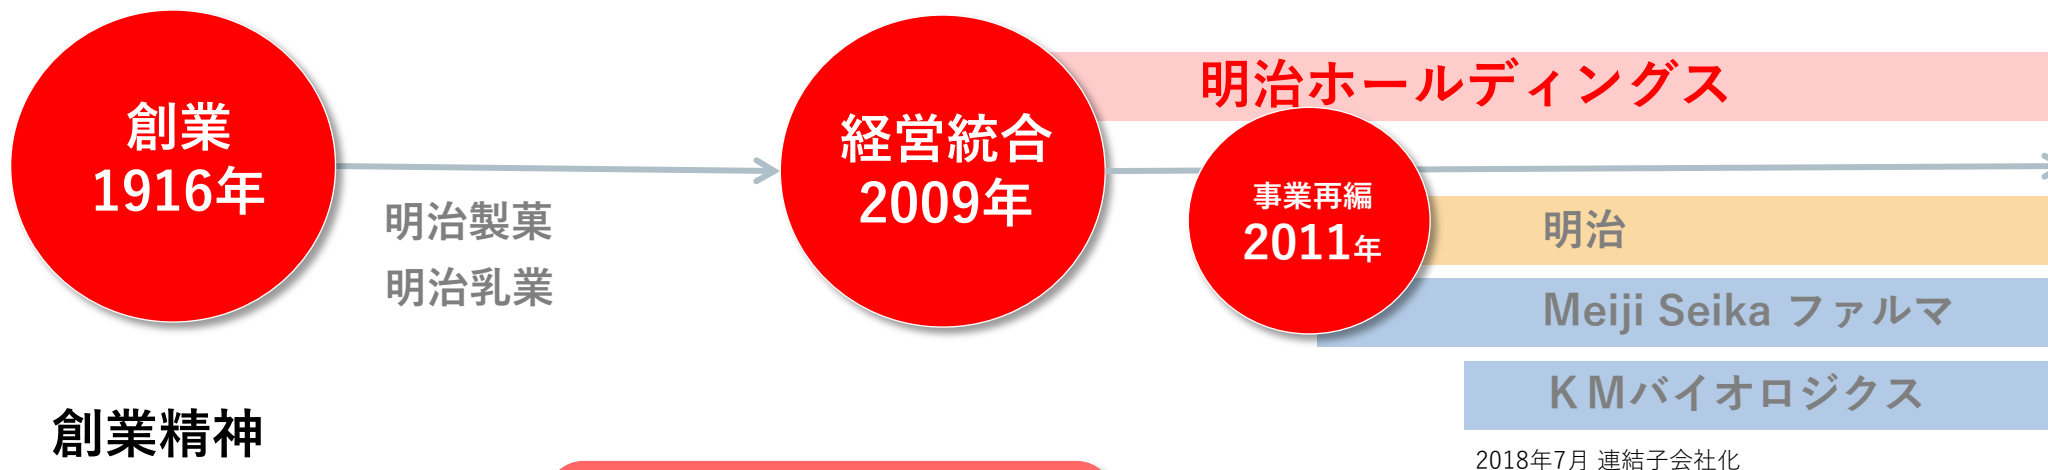 創業
1916年
明治製菓
明治乳業
経営統合
2009年
明治ホールディングス
事業再編
2011年
明治
Meiji Seika ファルマ
ＫＭバイオロジクス
2018年7月 連結子会社化
創業精神